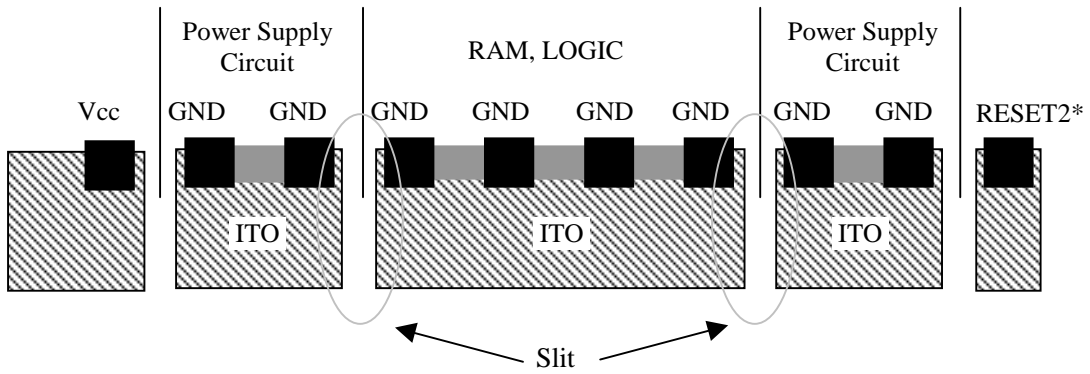 Power Supply
Circuit
RAM, LOGIC
Power Supply
Circuit
Vcc
GND
GND
GND
GND
GND
GND
GND
GND
RESET2*
ITO
ITO
ITO
Slit